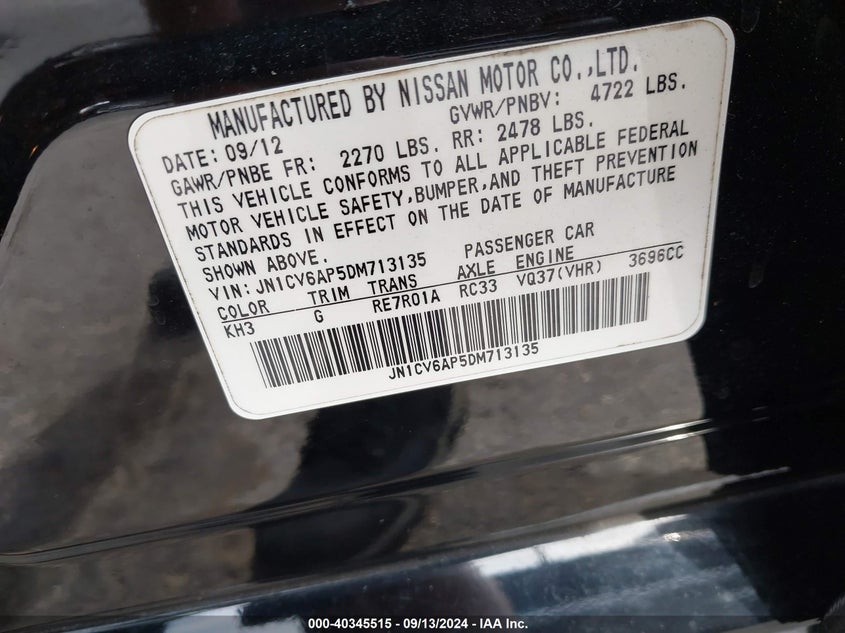 MANUFACTURED BY NISSAN MOTOR CO.,LTD.
DATE: 09/12 GVWR/PNBV: 4722 LBS.
GAWR/PNBE FR: 2270 LBS. RR: 2478 LBS.
THIS VEHICLE CONFORMS TO ALL APPLICABLE FEDERAL
MOTOR VEHICLE SAFETY,BUMPER,AND THEFT PREVENTION
STANDARDS IN EFFECT ON THE DATE OF MANUFACTURE
SHOWN ABOVE.
VIN: JN1CV6AP5DM713135 PASSENGER CAR
COLOR TRIM TRANS AXLE ENGINE
KH3 G RE7R01A RC33 VQ37(VHR) 3696CC
JN1CV6AP5DM713135
000-40345515 - 09/13/2024 - IAA Inc.